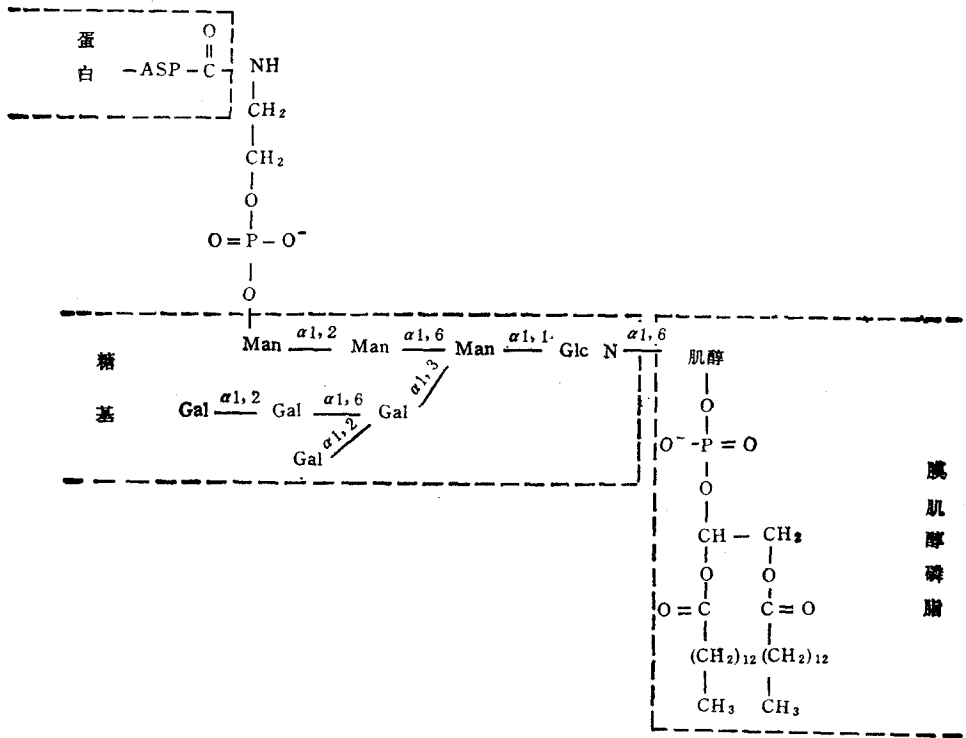 蛋白
O
‖
-ASP-C-NH
CH₂
CH₂
O
O=P-O⁻
O
糖基
Man α1,2 Man α1,6 Man α1,1 Glc N α1,6 肌醇
α1,3
Gal α1,2 Gal α1,6 Gal
α1,2
Gal
O
O⁻-P=O
O
CH-CH₂
O O
O=C C=O
(CH₂)₁₂(CH₂)₁₂
CH₃ CH₃
膜肌醇磷脂